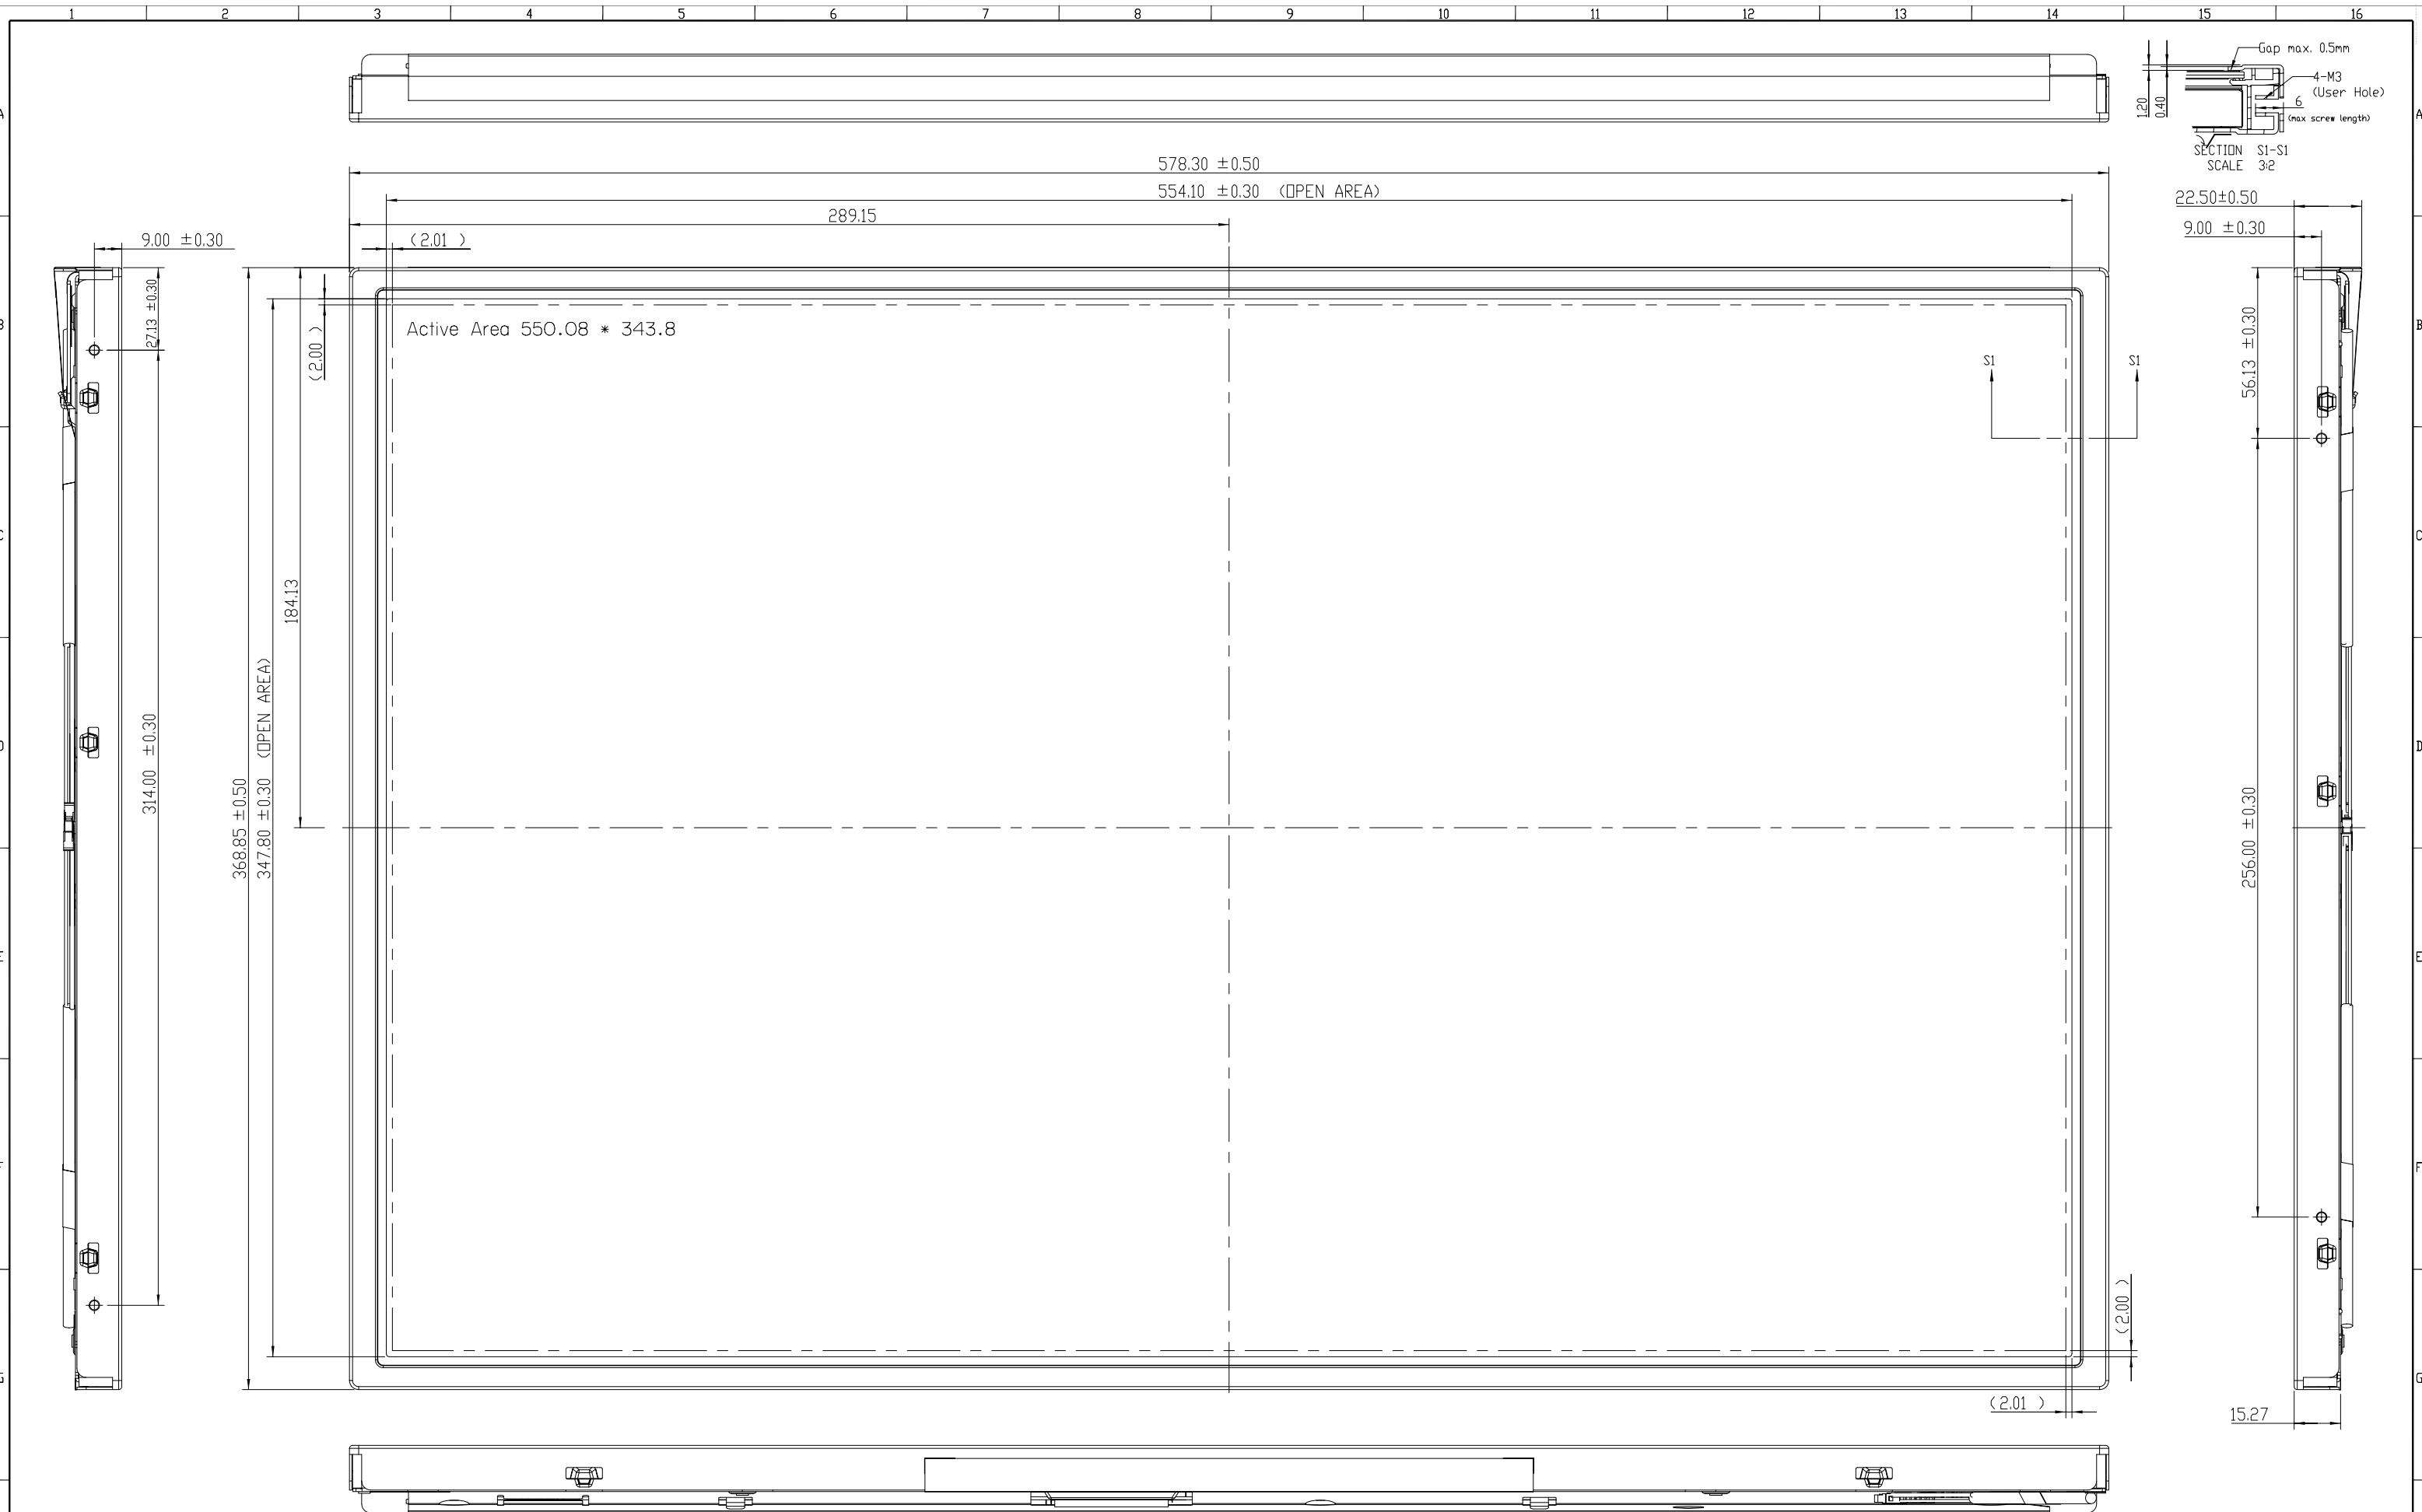 1 2 3 4 5 6 7 8 9 10 11 12 13 14 15 16
Gap max. 0.5mm
4-M3
(User Hole)
6
(max screw length)
1.20
0.40
SECTION S1-S1
SCALE 3:2
A
A
578.30 ±0.50
554.10 ±0.30 (OPEN AREA)
289.15
(2.01 )
9.00 ±0.30
22.50±0.50
9.00 ±0.30
27.13 ±0.30
(2.00 )
Active Area 550.08 * 343.8
S1
S1
56.13 ±0.30
B
184.13
C
314.00 ±0.30
368.85 ±0.50
347.80 ±0.30 (OPEN AREA)
256.00 ±0.30
D
E
F
(2.00 )
(2.01 )
15.27
G